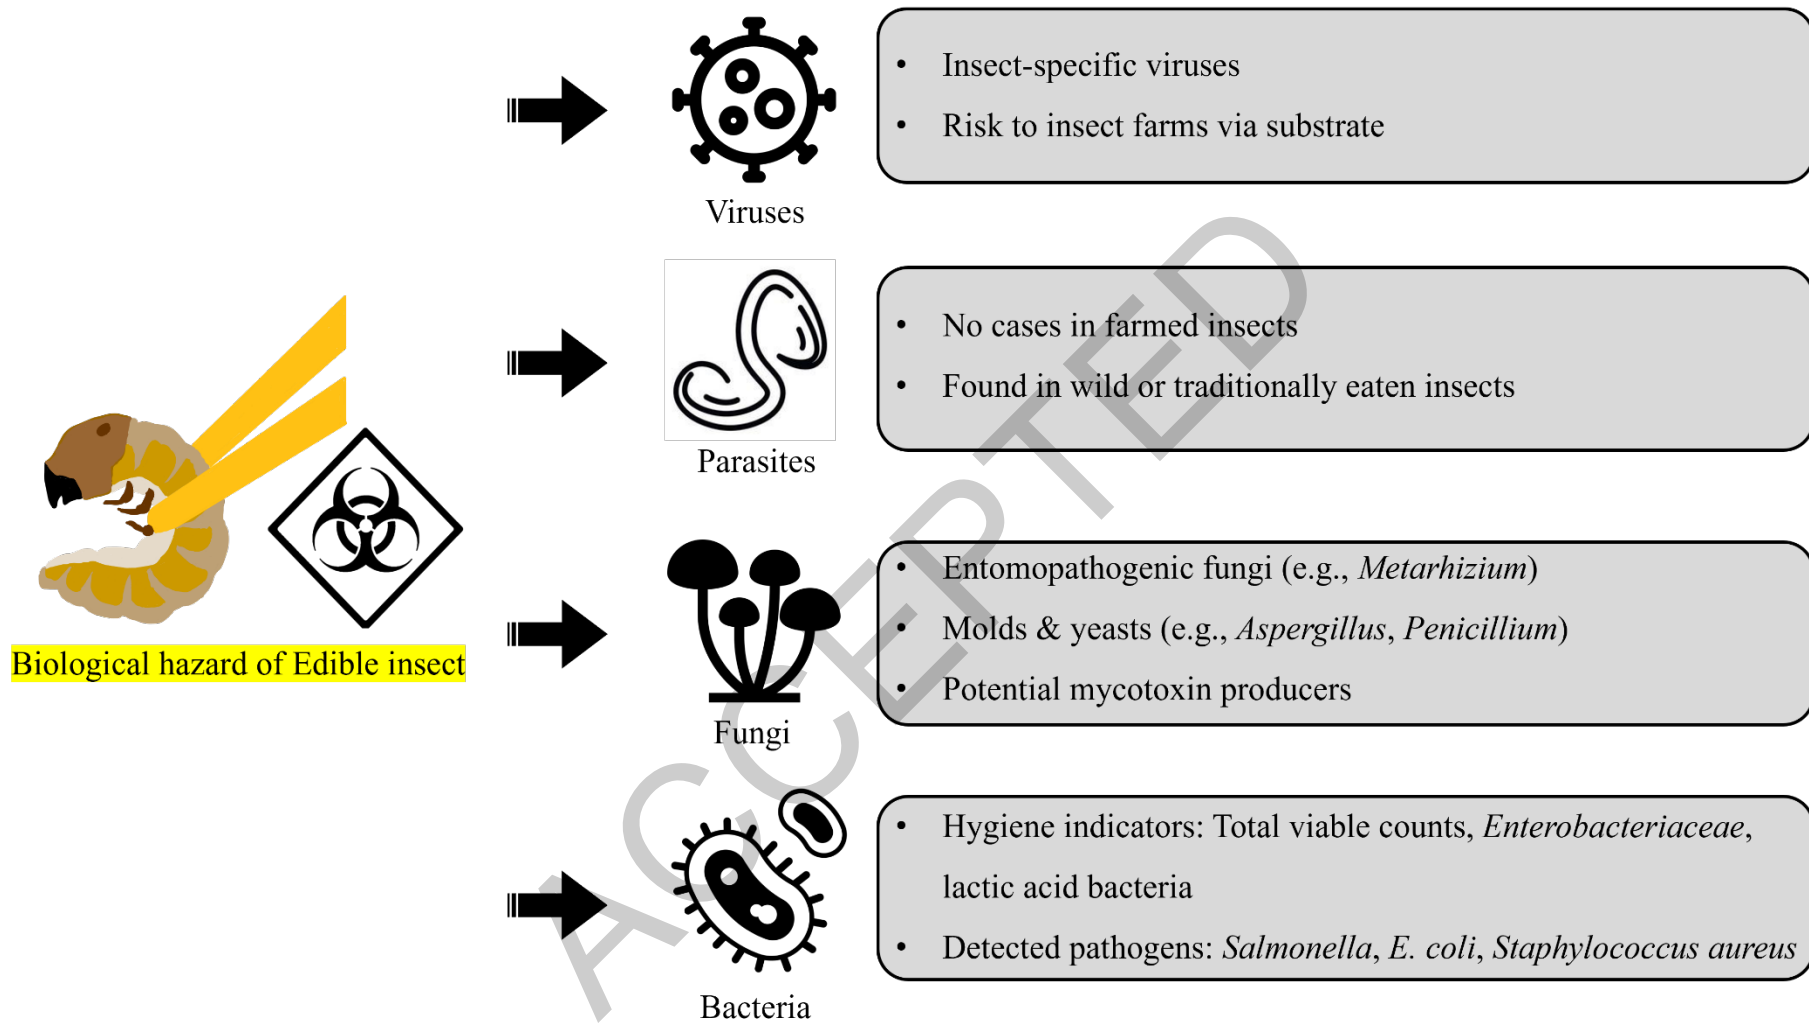 • Insect-specific viruses
• Risk to insect farms via substrate
Viruses
• No cases in farmed insects
• Found in wild or traditionally eaten insects
Parasites
Biological hazard of Edible insect
• Entomopathogenic fungi (e.g., Metarhizium)
• Molds & yeasts (e.g., Aspergillus, Penicillium)
• Potential mycotoxin producers
Fungi
• Hygiene indicators: Total viable counts, Enterobacteriaceae,
lactic acid bacteria
• Detected pathogens: Salmonella, E. coli, Staphylococcus aureus
Bacteria
ACCEPTED